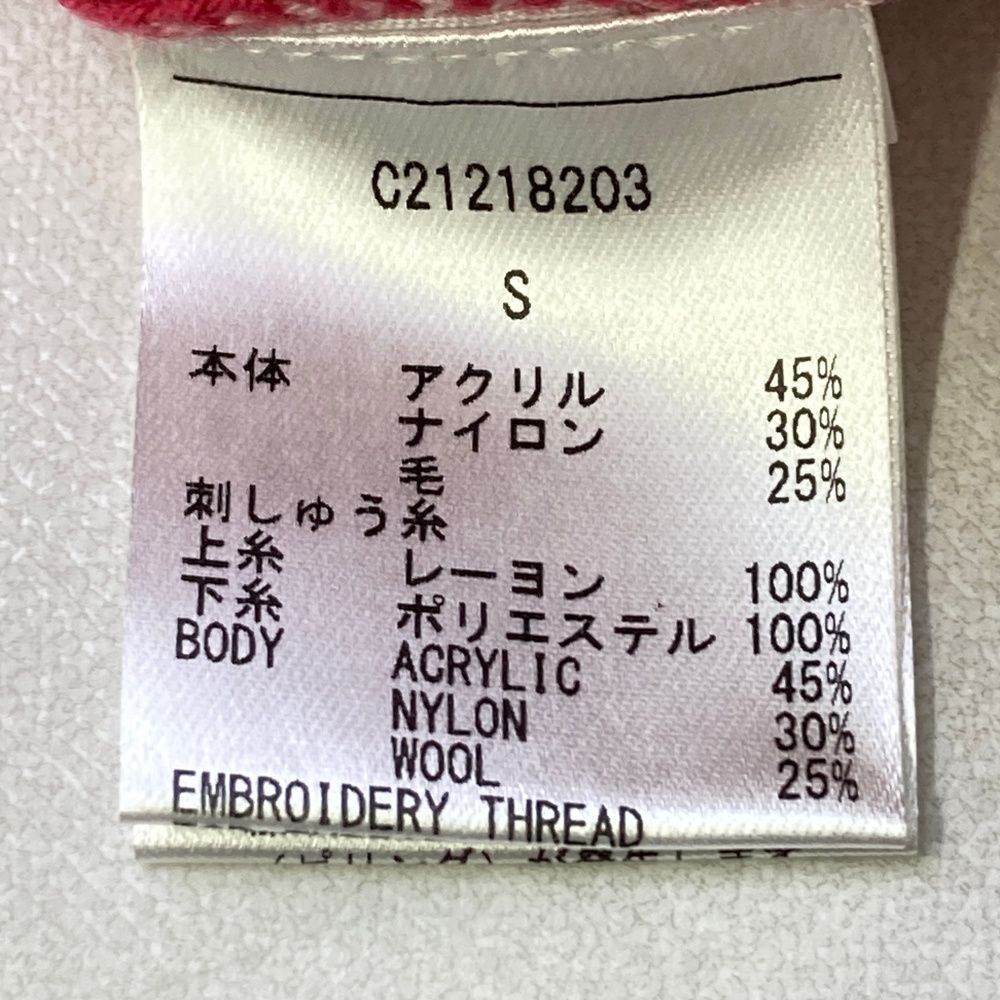 C21218203
S
本体 アクリル 45%
ナイロン 30%
毛 25%
刺しゅう糸
上糸 レーヨン 100%
下糸 ポリエステル 100%
BODY ACRYLIC 45%
NYLON 30%
WOOL 25%
EMBROIDERY THREAD